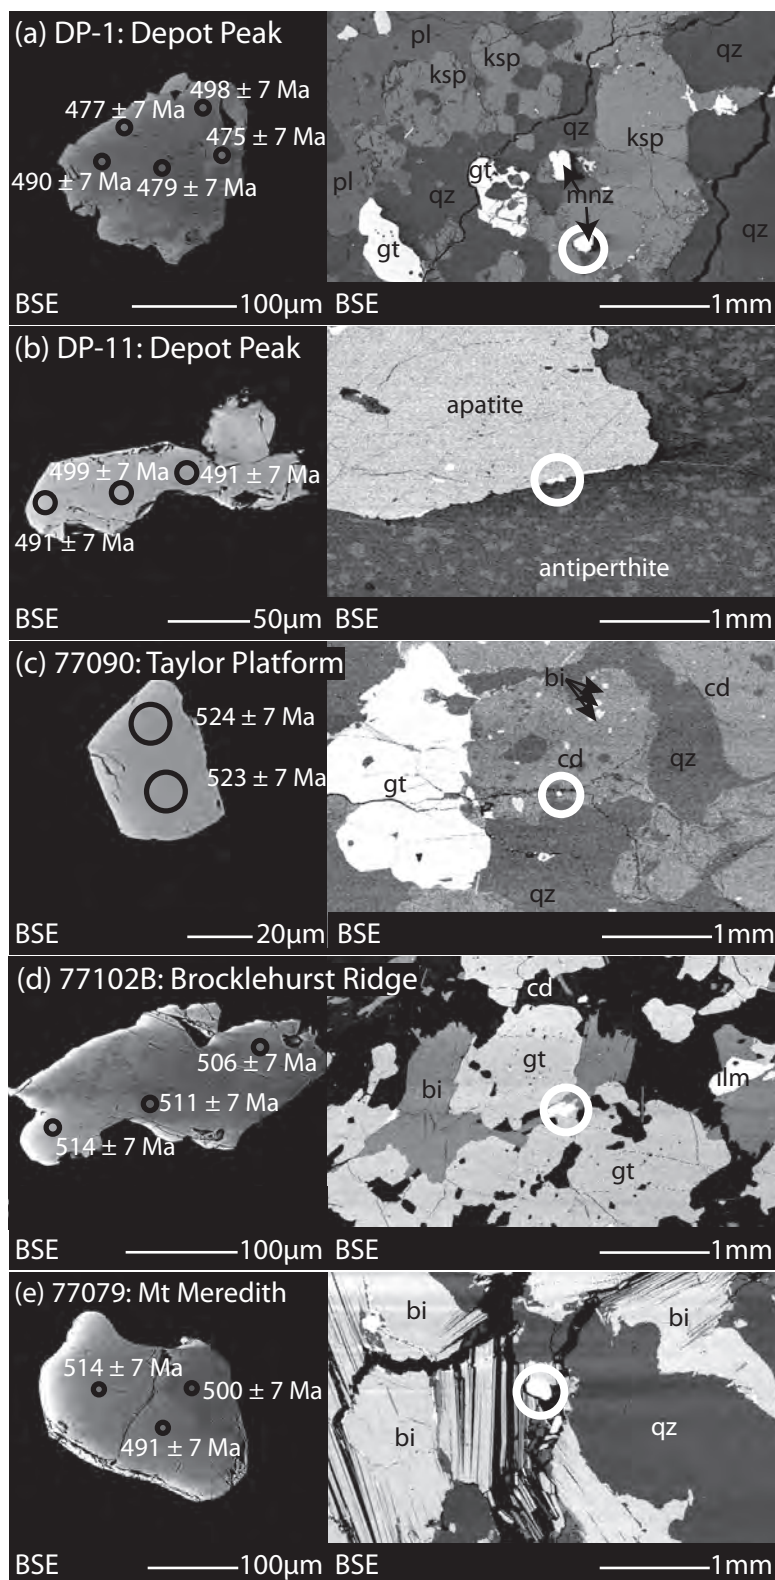 (a) DP-1: Depot Peak
498 ± 7 Ma
477 ± 7 Ma
475 ± 7 Ma
490 ± 7 Ma
479 ± 7 Ma
BSE
100µm
pl
ksp
ksp
qz
qz
ksp
gt
pl
qz
mnz
qz
gt
BSE
1mm
(b) DP-11: Depot Peak
499 ± 7 Ma
491 ± 7 Ma
491 ± 7 Ma
BSE
50µm
apatite
antiperthite
BSE
1mm
(c) 77090: Taylor Platform
524 ± 7 Ma
523 ± 7 Ma
BSE
20µm
bi
cd
cd
qz
gt
qz
BSE
1mm
(d) 77102B: Brocklehurst Ridge
506 ± 7 Ma
511 ± 7 Ma
514 ± 7 Ma
BSE
100µm
cd
gt
bi
ilm
gt
BSE
1mm
(e) 77079: Mt Meredith
514 ± 7 Ma
500 ± 7 Ma
491 ± 7 Ma
BSE
100µm
bi
bi
bi
qz
BSE
1mm